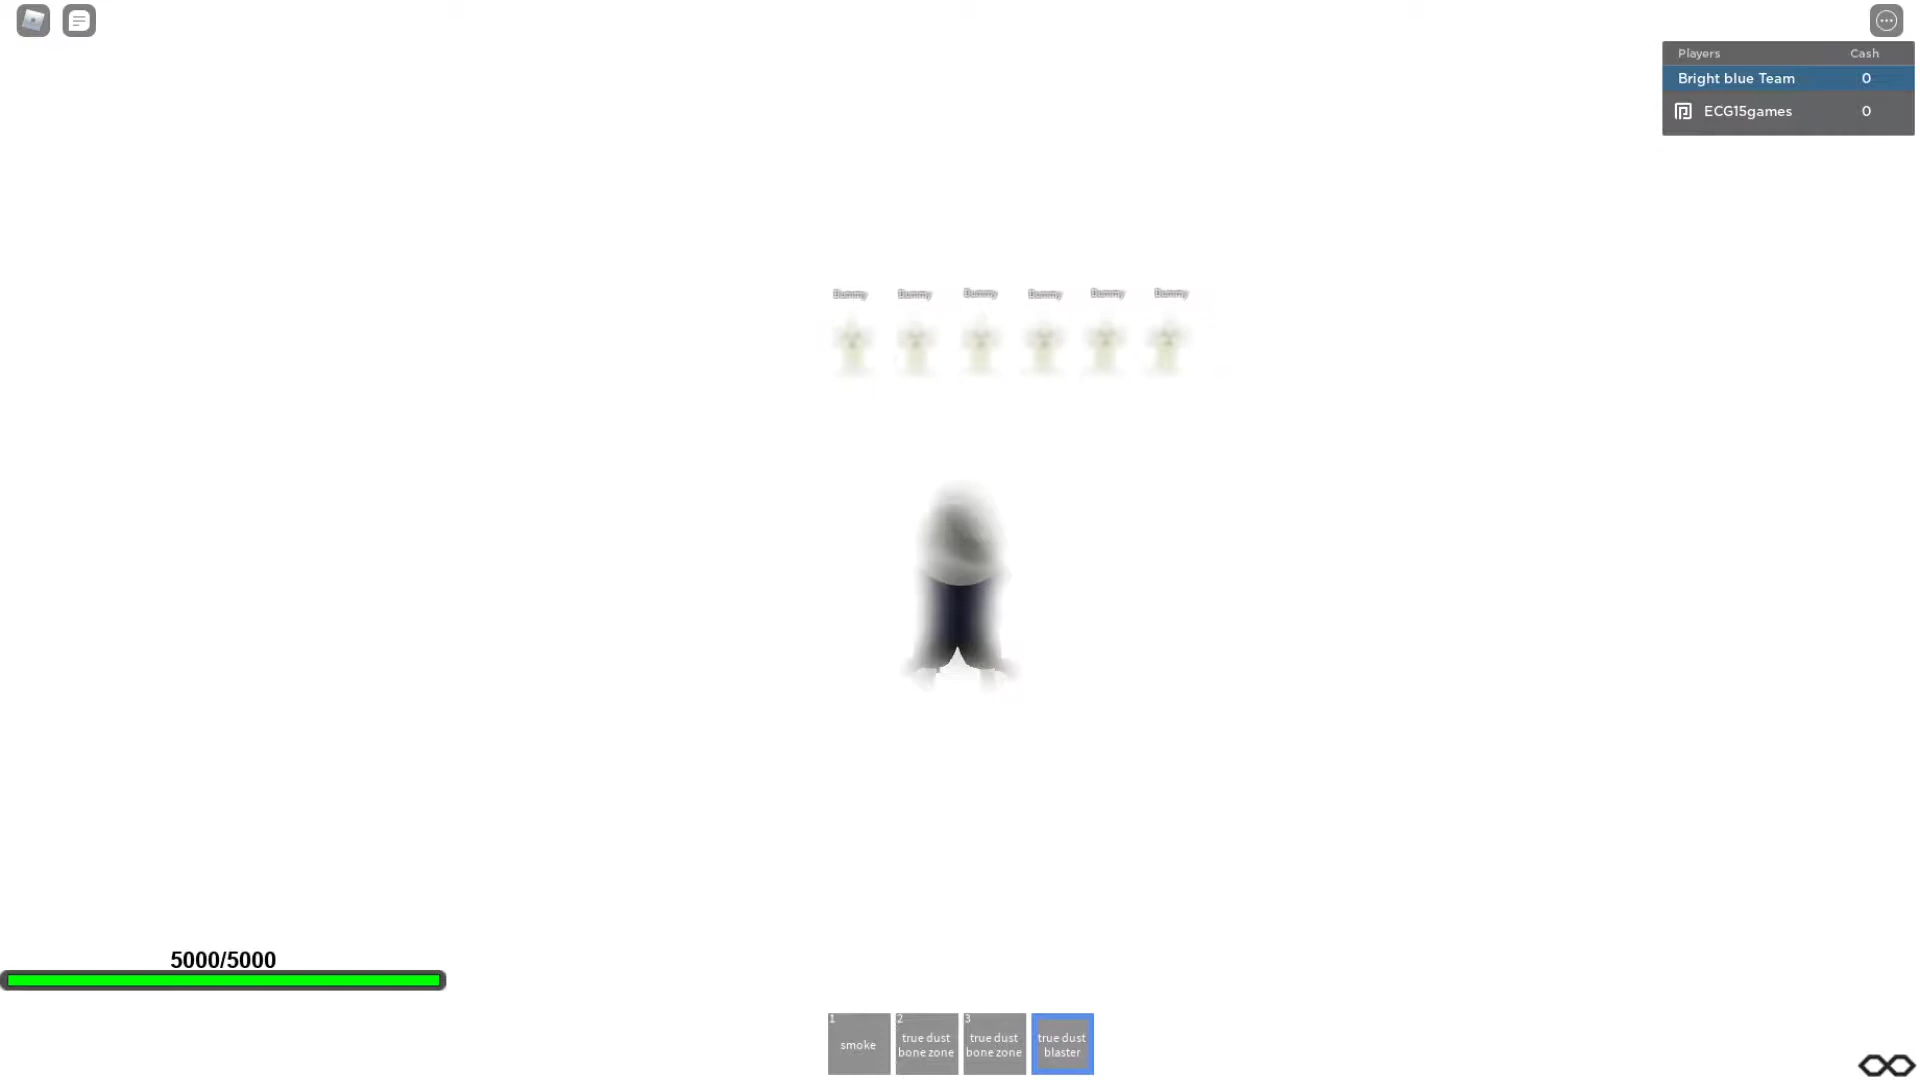 Players Cash
Bright blue Team 0
ECG15games 0
Dummy Dummy Dummy Dummy Dummy Dummy
5000/5000
1 2 3
smoke
true dust
bone zone
true dust
bone zone
true dust
blaster